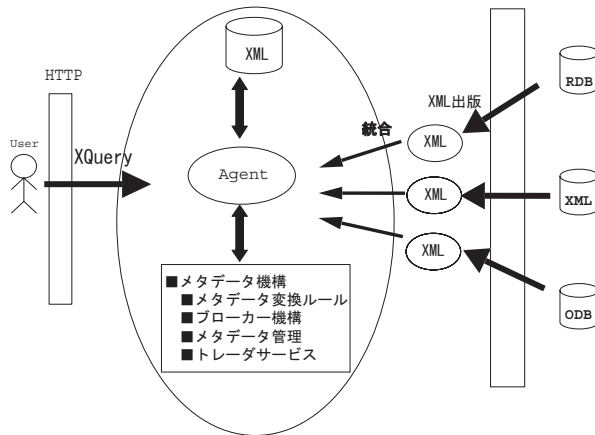 XML
HTTP
User
XQuery
Agent
統合
XML出版
XML
XML
XML
RDB
XML
ODB
■メタデータ機構
■メタデータ変換ルール
■ブローカー機構
■メタデータ管理
■トレーダサービス